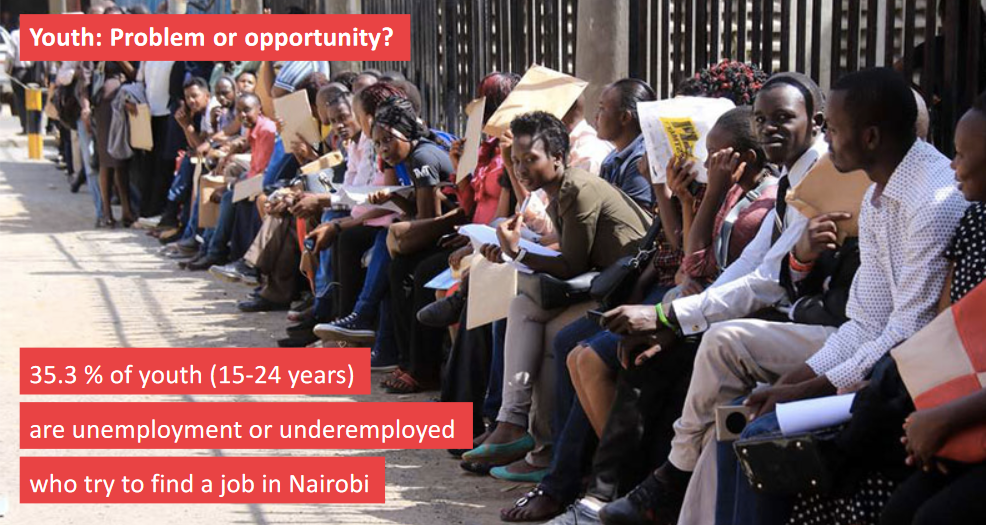 Youth: Problem or opportunity?
35.3 % of youth (15-24 years)
are unemployment or underemployed
who try to find a job in Nairobi